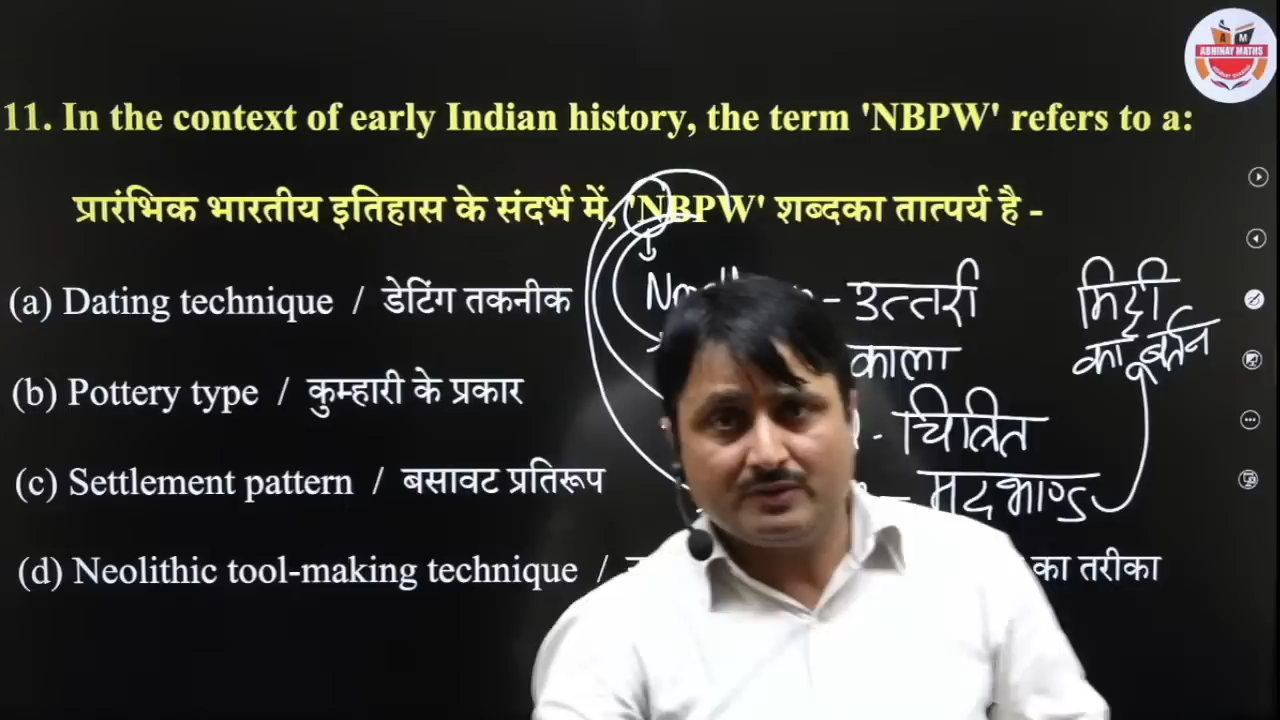 ABHINAY MATHS
11. In the context of early Indian history, the term 'NBPW' refers to a:
प्रारंभिक भारतीय इतिहास के संदर्भ में, 'NBPW' शब्दका तात्पर्य है -
(a) Dating technique / डेटिंग तकनीक
- उत्तरी
मिट्टी
का बर्तन
काला
(b) Pottery type / कुम्हारी के प्रकार
- चित्रित
(c) Settlement pattern / बसावट प्रतिरूप
मृदभाण्ड
(d) Neolithic tool-making technique /
का तरीका